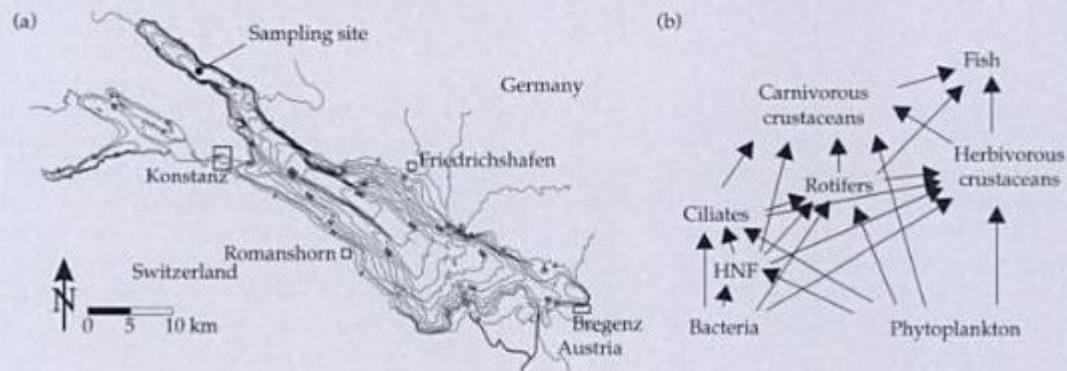 (a)
Sampling site
Germany
Konstanz
Friedrichshafen
Romanshorn
Switzerland
N
0 5 10 km
Bregenz
Austria
(b)
Fish
Carnivorous
crustaceans
Herbivorous
crustaceans
Rotifers
Ciliates
HNF
Bacteria
Phytoplankton